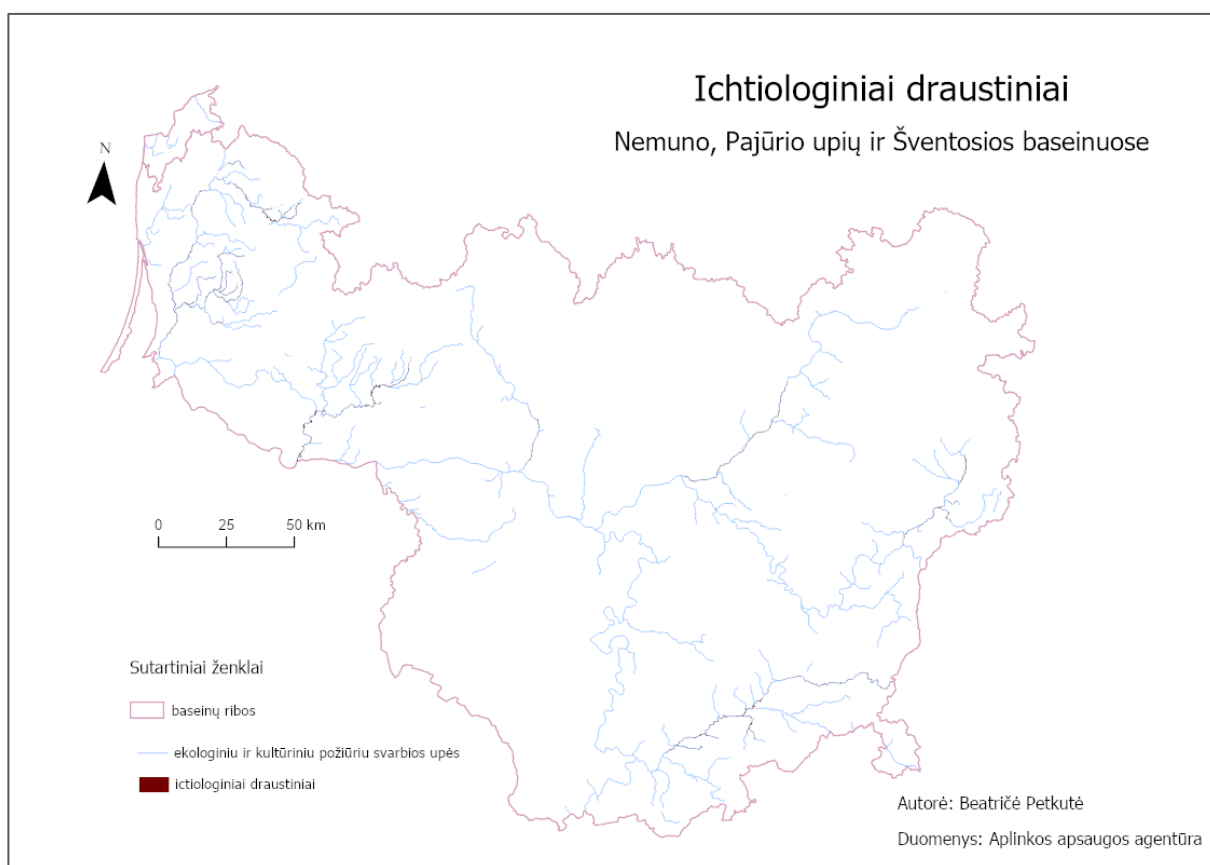 Ichtiologiniai draustiniai
Nemuno, Pajūrio upių ir Šventosios baseinuose
N
0 25 50 km
Sutartiniai ženklai
baseinų ribos
ekologiniu ir kultūriniu požiūriu svarbios upės
ictiologiniai draustiniai
Autorė: Beatričė Petkutė
Duomenys: Aplinkos apsaugos agentūra